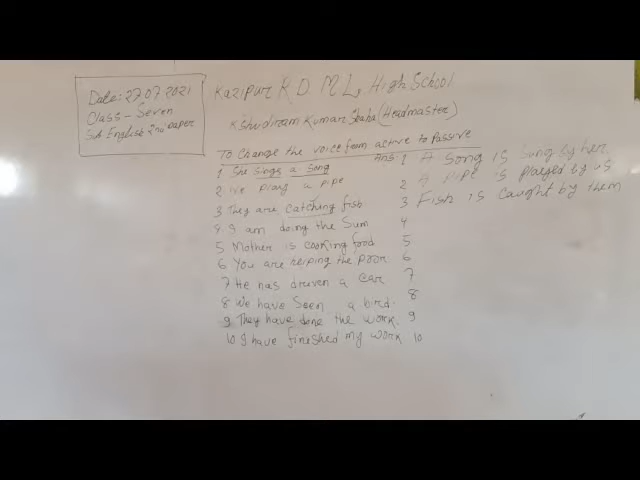 Date: 27.07.2021
Class - Seven
Sub English 2nd paper
Kazipur R D M L High School
Kshudiram Kumar Saha (Headmaster)
To Change the voice from active to Passive
1 She sings a song
2 We play a pipe
3 They are catching fish
4 I am doing the Sum
5 Mother is cooking food
6 You are helping the poor
7 He has driven a car
8 We have seen a bird.
9 They have done the work.
10 I have finished my work
Ans: 1 A Song is Sung by her
2 A Pipe is played by us
3 Fish is caught by them
4
5
6
7
8
9
10